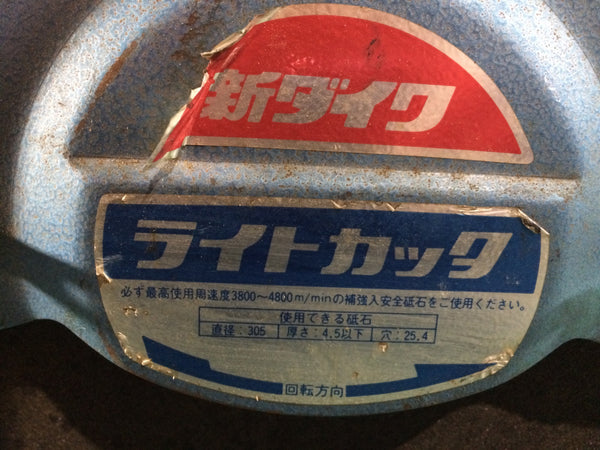 新ダイワ
ライトカッタ
必ず最高使用周速度3800〜4800m/minの補強入安全砥石をご使用ください。
使用できる砥石
直径:305 厚さ:4.5以下 穴:25.4
回転方向